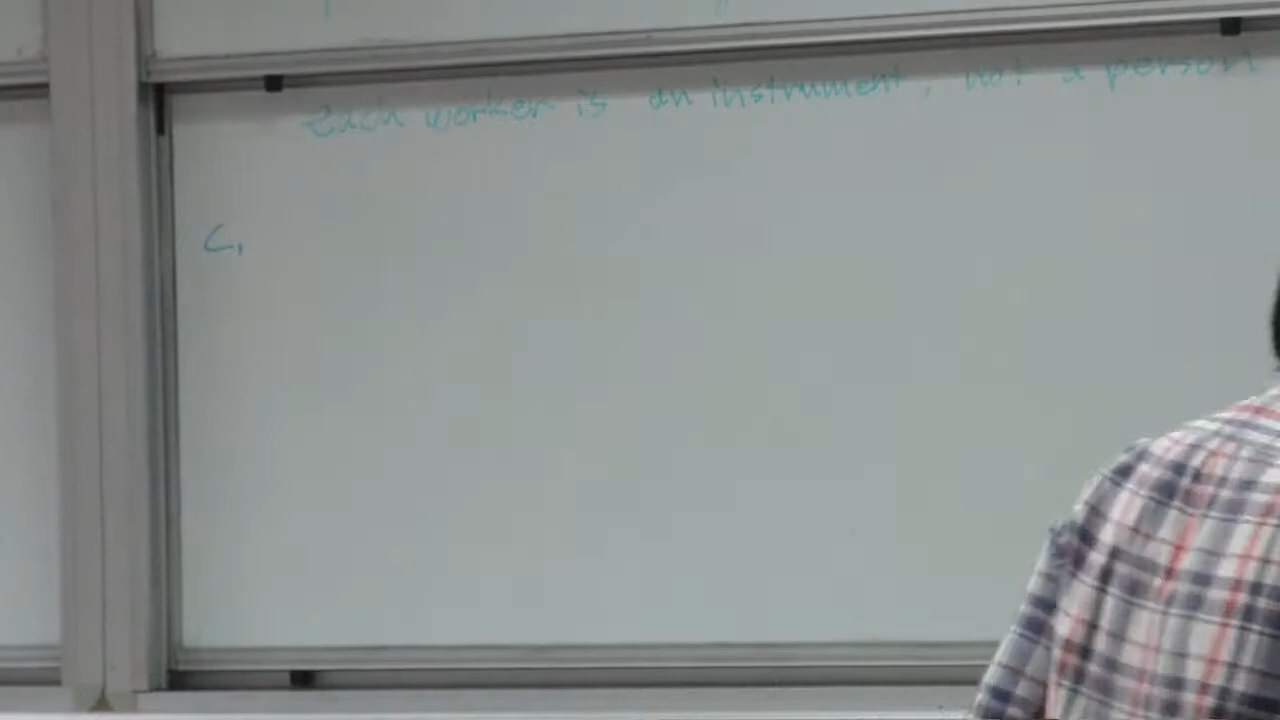 each worker is an instrument, not a person
C,